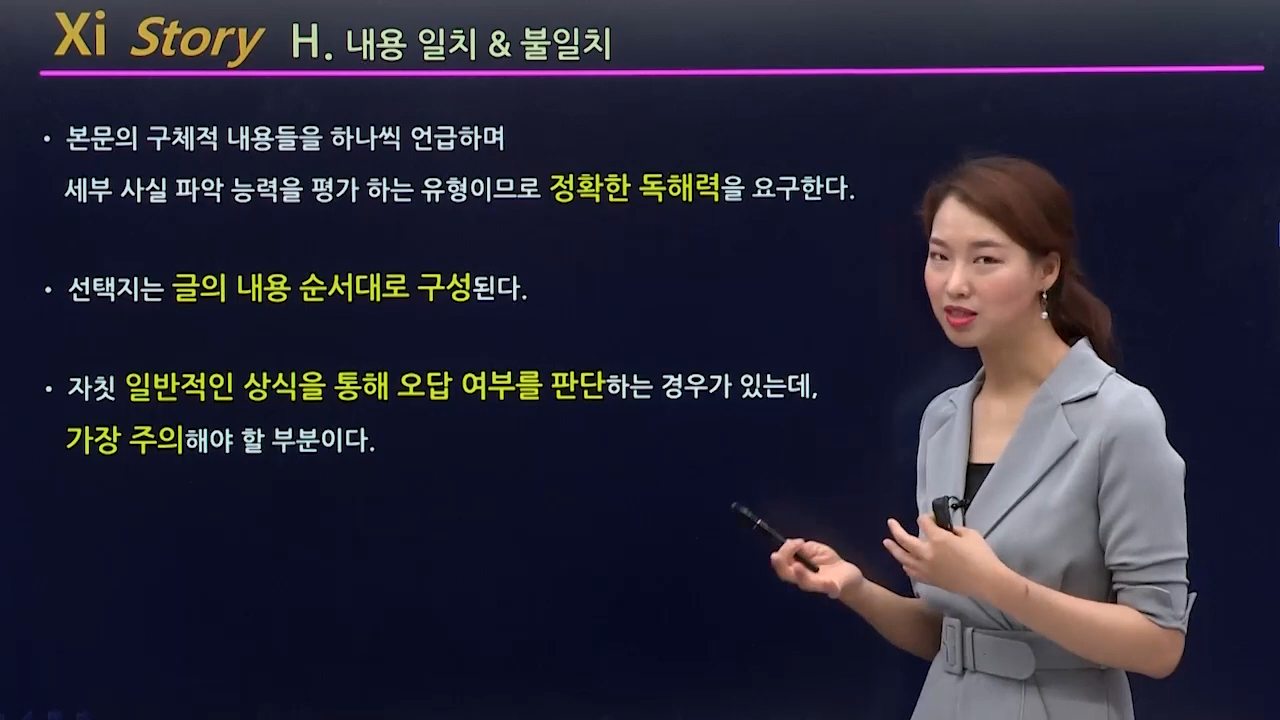 Xi Story H. 내용 일치 & 불일치
• 본문의 구체적 내용들을 하나씩 언급하며
세부 사실 파악 능력을 평가 하는 유형이므로 정확한 독해력을 요구한다.
• 선택지는 글의 내용 순서대로 구성된다.
• 자칫 일반적인 상식을 통해 오답 여부를 판단하는 경우가 있는데,
가장 주의해야 할 부분이다.